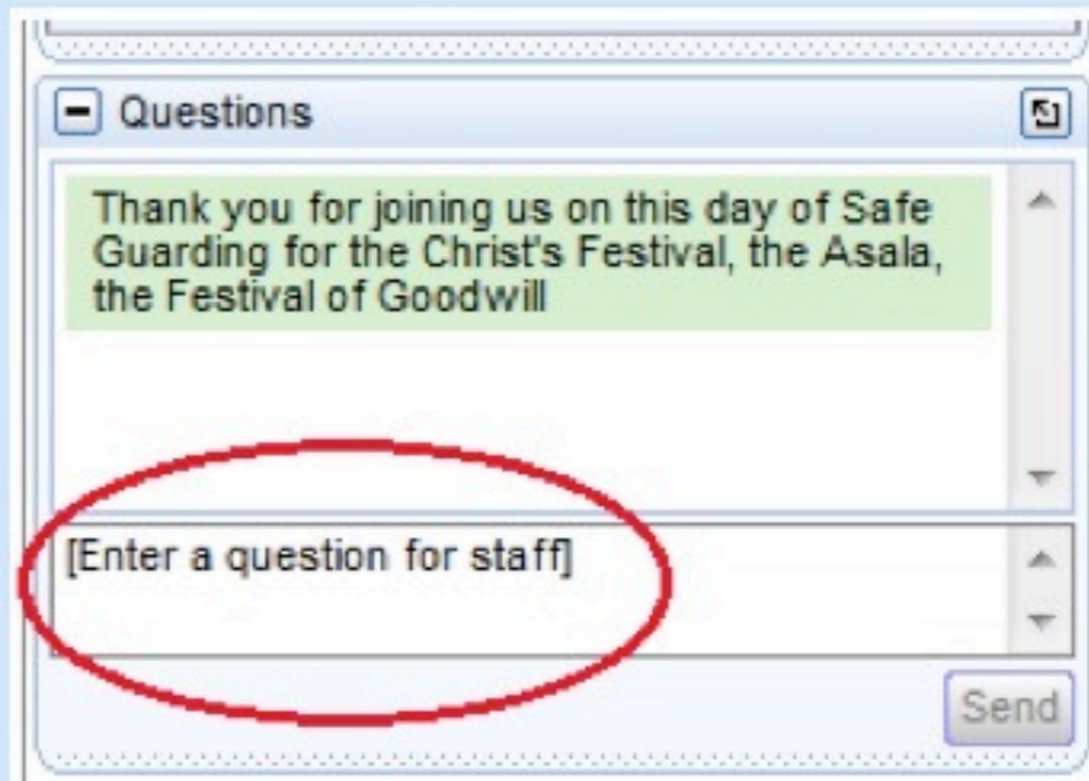 Questions
Thank you for joining us on this day of Safe
Guarding for the Christ's Festival, the Asala,
the Festival of Goodwill
[Enter a question for staff]
Send